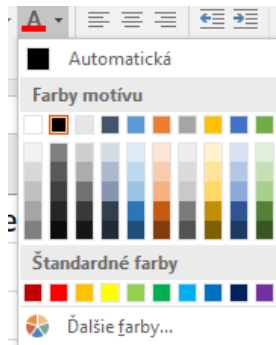 A
Automatická
Farby motívu
e
Štandardné farby
Ďalšie farby...